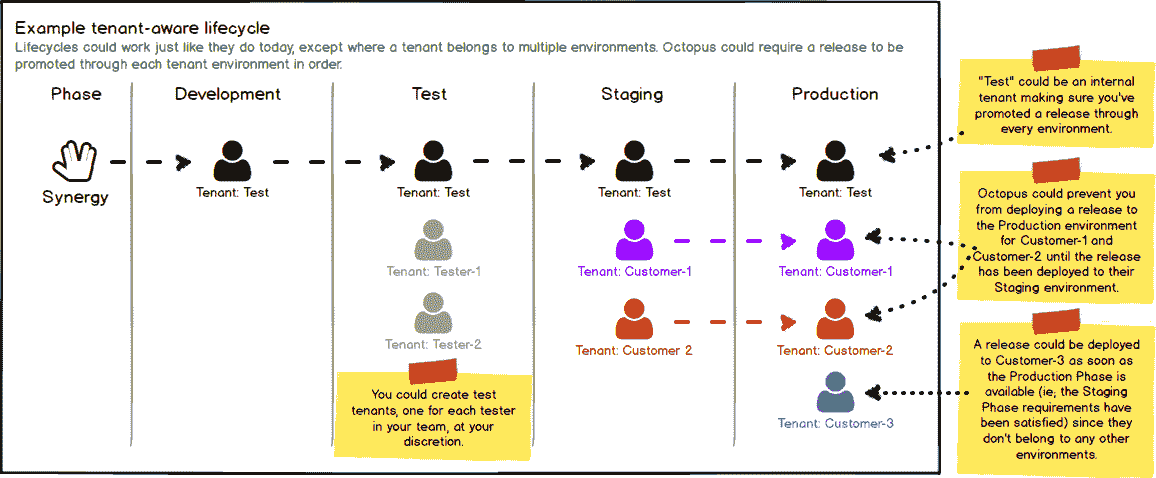 Example tenant-aware lifecycle
Lifecycles could work just like they do today, except where a tenant belongs to multiple environments. Octopus could require a release to be
promoted through each tenant environment in order.
Phase
Development
Test
Staging
Production
Synergy
Tenant: Test
Tenant: Test
Tenant: Test
Tenant: Test
Tenant: Tester-1
Tenant: Customer-1
Tenant: Customer-1
Tenant: Tester-2
Tenant: Customer 2
Tenant: Customer-2
Tenant: Customer-3
You could create test
tenants, one for each tester
in your team, at your
discretion.
"Test" could be an internal
tenant making sure you've
promoted a release through
every environment.
Octopus could prevent you
from deploying a release to
the Production environment
for Customer-1 and
Customer-2 until the release
has been deployed to their
Staging environment.
A release could be deployed
to Customer-3 as soon as
the Production Phase is
available (ie; the Staging
Phase requirements have
been satisfied) since they
don't belong to any other
environments.